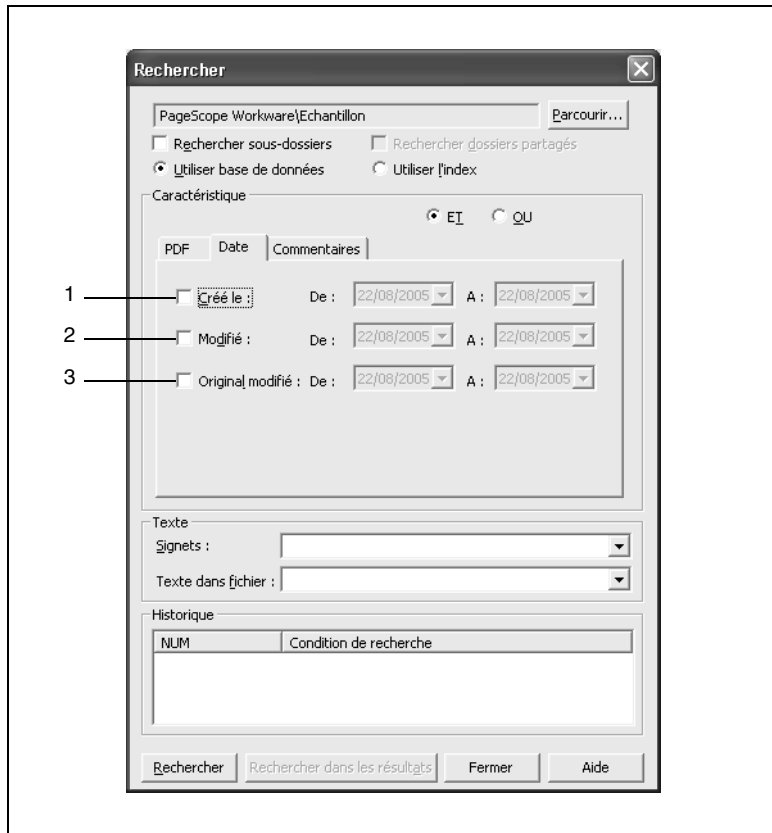 Rechercher
PageScope Workware\Echantillon Parcourir...
Rechercher sous-dossiers Rechercher dossiers partagés
Utiliser base de données Utiliser l'index
Caractéristique
ET OU
PDF Date Commentaires
1 Créé le : De : 22/08/2005 A : 22/08/2005
2 Modifié : De : 22/08/2005 A : 22/08/2005
3 Original modifié : De : 22/08/2005 A : 22/08/2005
Texte
Signets :
Texte dans fichier :
Historique
NUM Condition de recherche
Rechercher Rechercher dans les résultats Fermer Aide